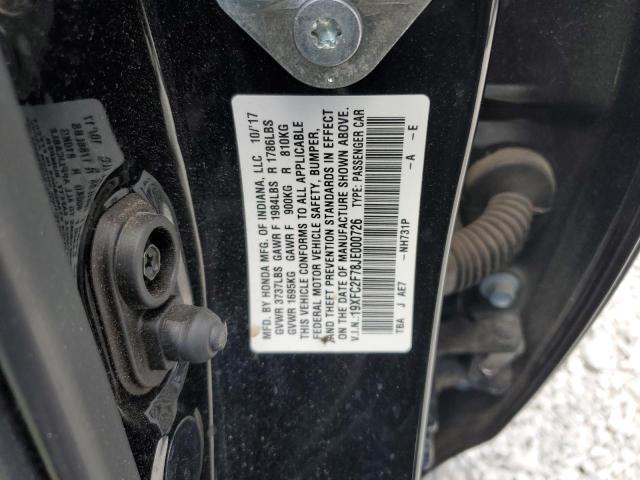 MFD. BY HONDA MFG. OF INDIANA, LLC 10/'17
GVWR 3737LBS GAWR F 1984LBS R 1786LBS
GVWR 1695KG GAWR F 900KG R 810KG
THIS VEHICLE CONFORMS TO ALL APPLICABLE
FEDERAL MOTOR VEHICLE SAFETY, BUMPER,
AND THEFT PREVENTION STANDARDS IN EFFECT
ON THE DATE OF MANUFACTURE SHOWN ABOVE.
V.I.N.:19XFC2F78JE000726 TYPE: PASSENGER CAR
TBA J AE7 -NH731P -A -E